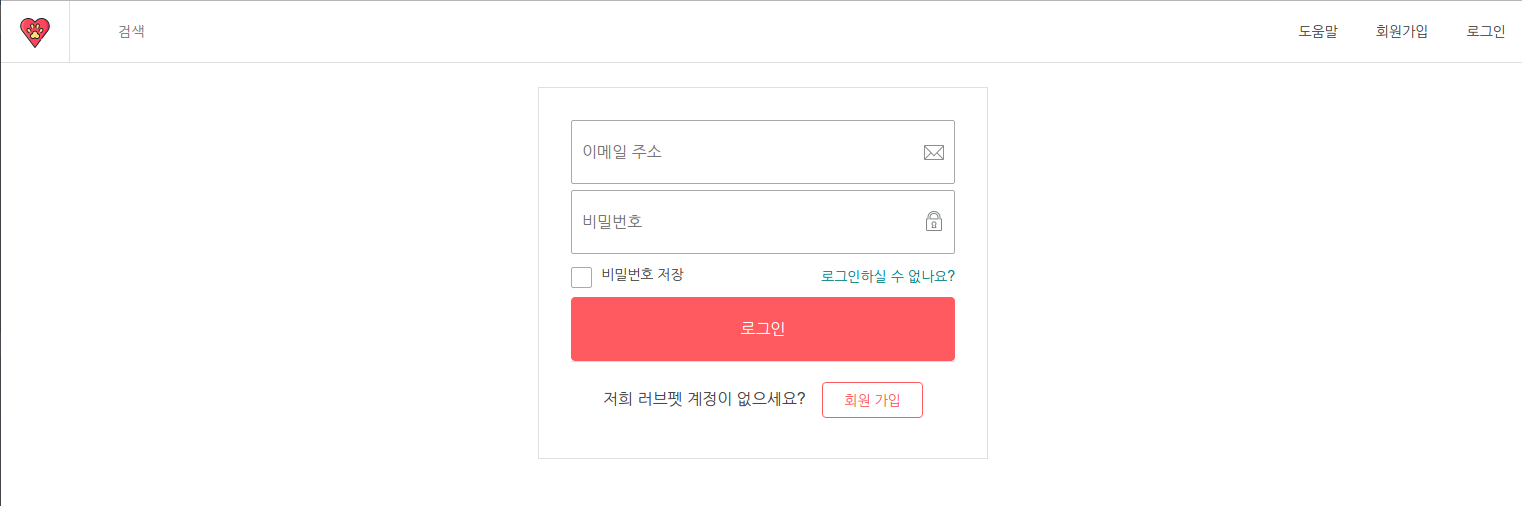 검색
도움말
회원가입
로그인
이메일 주소
비밀번호
비밀번호 저장
로그인하실 수 없나요?
로그인
저희 러브펫 계정이 없으세요?
회원 가입